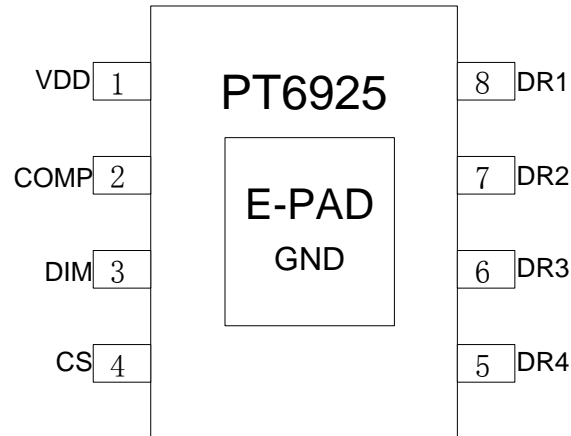 PT6925
VDD 1
8 DR1
COMP 2
7 DR2
E-PAD
GND
DIM 3
6 DR3
CS 4
5 DR4